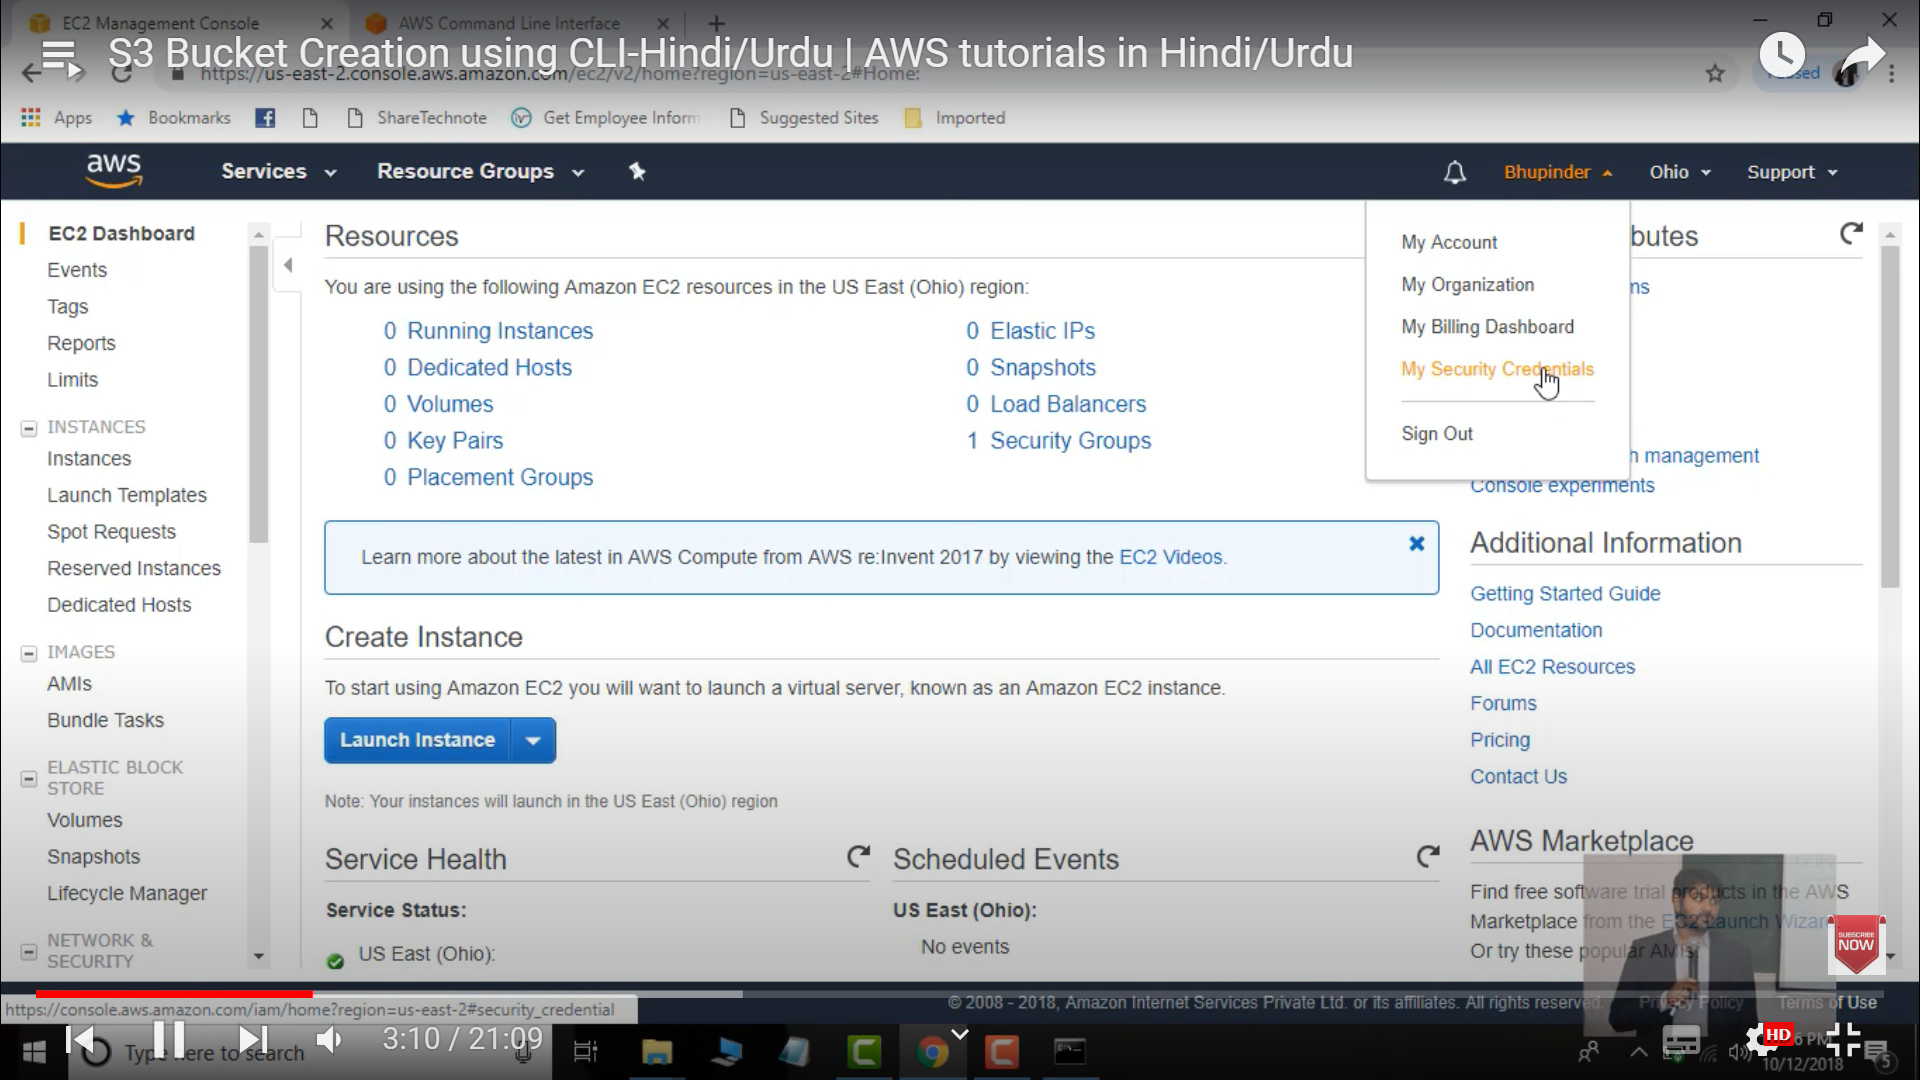 EC2 Management Console
AWS Command Line Interface
S3 Bucket Creation using CLI-Hindi/Urdu | AWS tutorials in Hindi/Urdu
https://us-east-2.console.aws.amazon.com/ec2/v2/home?region=us-east-2#Home:
Apps
Bookmarks
ShareTechnote
Get Employee Inform
Suggested Sites
Imported
aws
Services
Resource Groups
Bhupinder
Ohio
Support
EC2 Dashboard
Events
Tags
Reports
Limits
INSTANCES
Instances
Launch Templates
Spot Requests
Reserved Instances
Dedicated Hosts
IMAGES
AMIs
Bundle Tasks
ELASTIC BLOCK
STORE
Volumes
Snapshots
Lifecycle Manager
NETWORK &
SECURITY
Resources
You are using the following Amazon EC2 resources in the US East (Ohio) region:
0 Running Instances
0 Elastic IPs
0 Dedicated Hosts
0 Snapshots
0 Volumes
0 Load Balancers
0 Key Pairs
1 Security Groups
0 Placement Groups
Learn more about the latest in AWS Compute from AWS re:Invent 2017 by viewing the EC2 Videos.
Create Instance
To start using Amazon EC2 you will want to launch a virtual server, known as an Amazon EC2 instance.
Launch Instance
Note: Your instances will launch in the US East (Ohio) region
Service Health
Service Status:
US East (Ohio):
Scheduled Events
US East (Ohio):
No events
My Account
My Organization
My Billing Dashboard
My Security Credentials
Sign Out
butes
ns
h management
Console experiments
Additional Information
Getting Started Guide
Documentation
All EC2 Resources
Forums
Pricing
Contact Us
AWS Marketplace
Find free software trial products in the AWS
Marketplace from the EC2 Launch Wizar
Or try these popular AMIs:
SUBSCRIBE
NOW
https://console.aws.amazon.com/iam/home?region=us-east-2#security_credential
© 2008 - 2018, Amazon Internet Services Private Ltd. or its affiliates. All rights reserved.
Privacy Policy
Terms of Use
3:10 / 21:09
Type here to search
HD
PM
10/12/2018
5